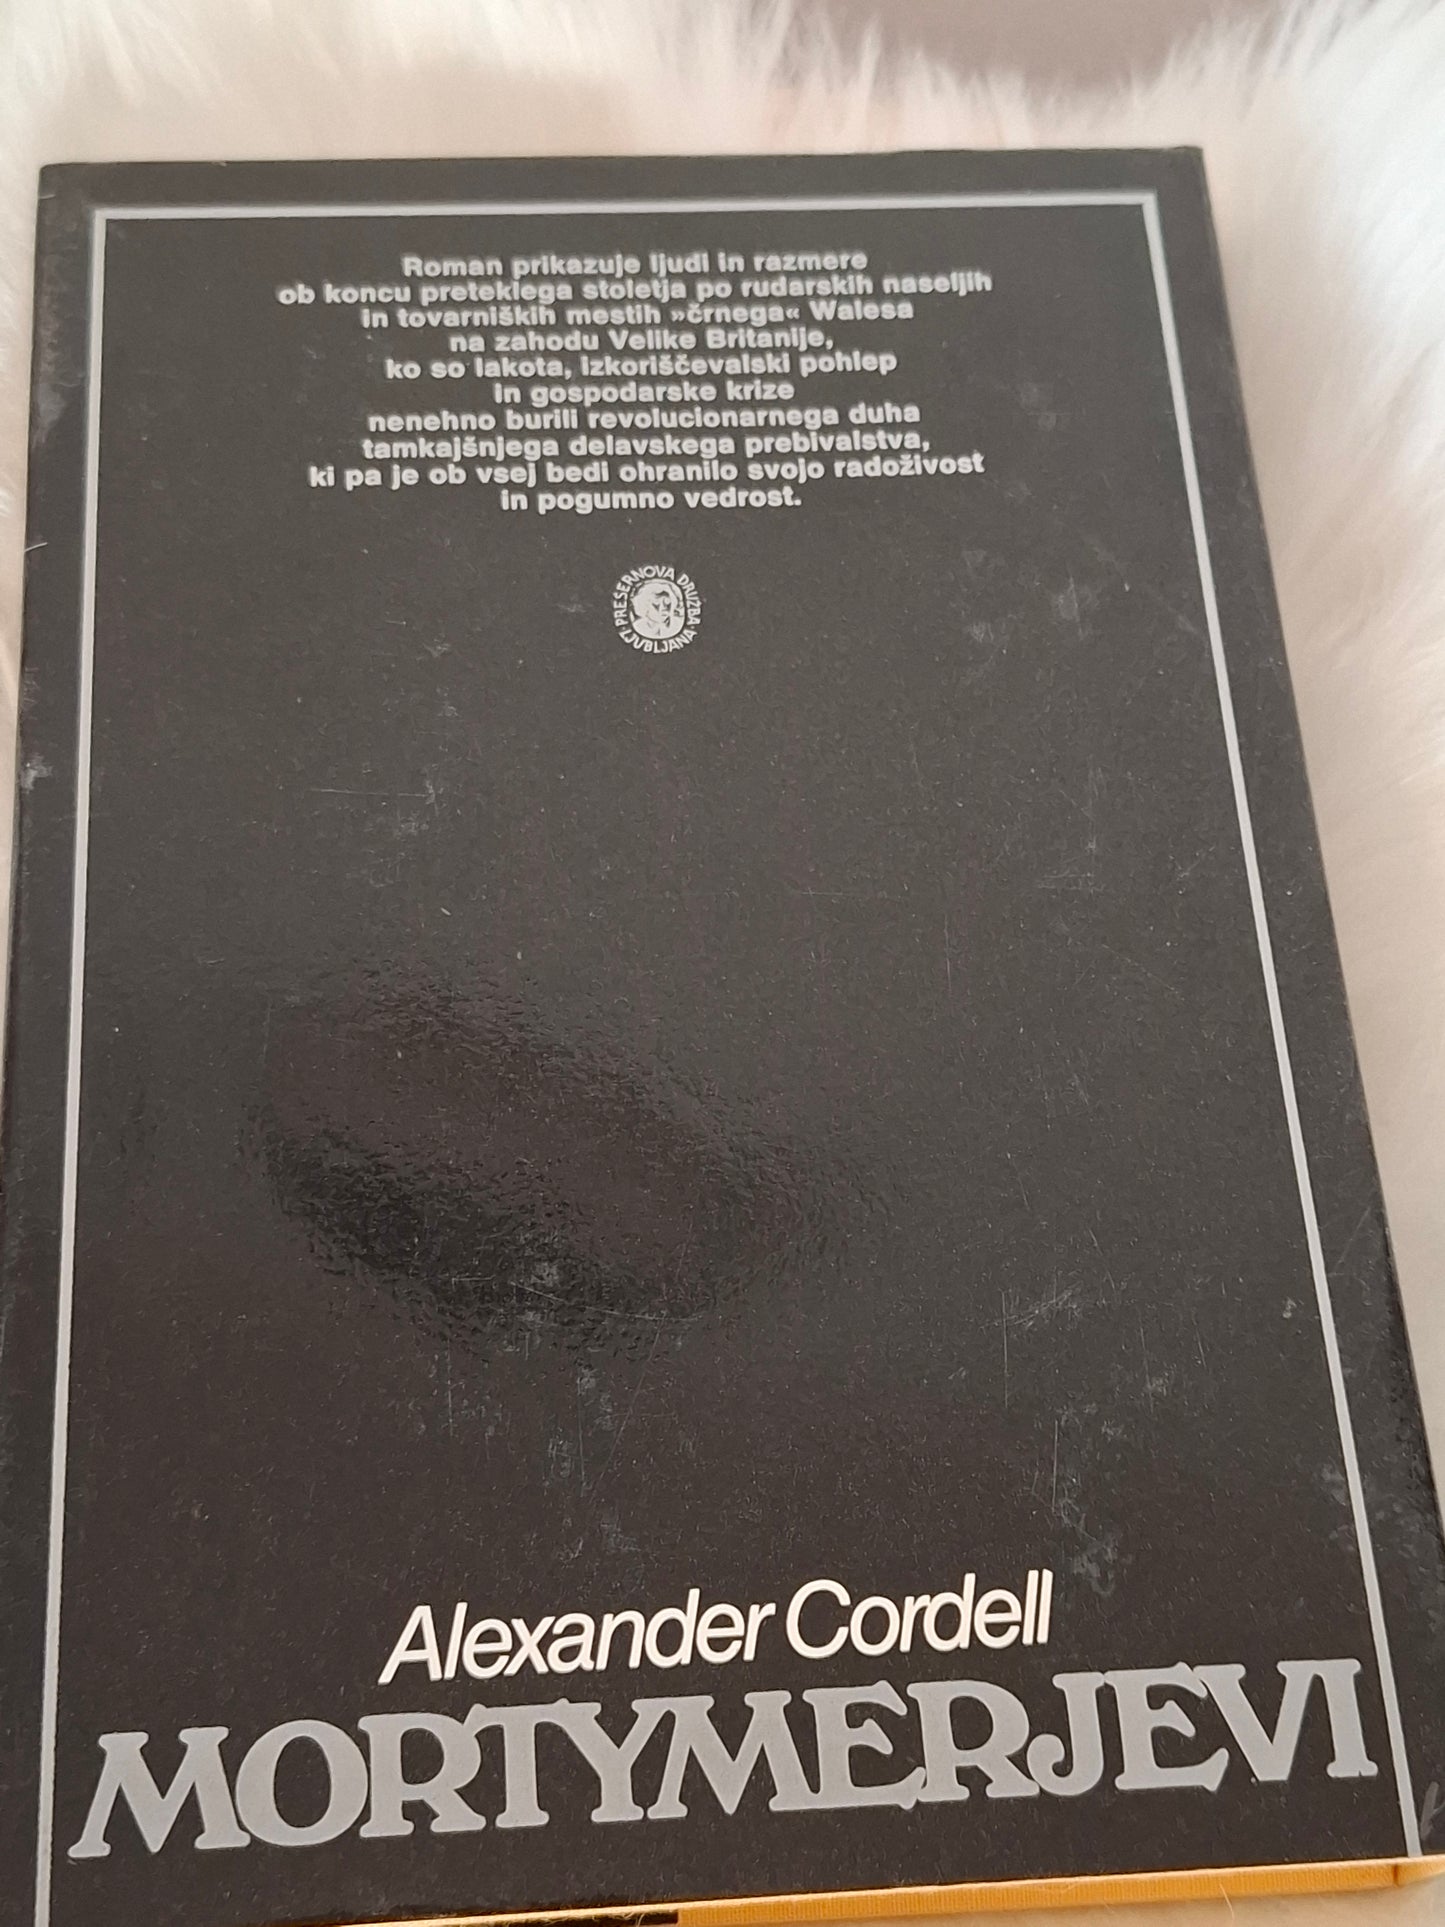 Roman prikazuje ljudi in razmere
ob koncu preteklega stoletja po rudarskih naseljih
in tovarniških mestih »črnega« Walesa
na zahodu Velike Britanije,
ko so lakota, izkoriščevalski pohlep
in gospodarske krize
nenehno burili revolucionarnega duha
tamkajšnjega delavskega prebivalstva,
ki pa je ob vsej bedi ohranilo svojo radoživost
in pogumno vedrost.
PREŠERNOVA DRUŽBA · LJUBLJANA ·
Alexander Cordell
MORTYMERJEVI